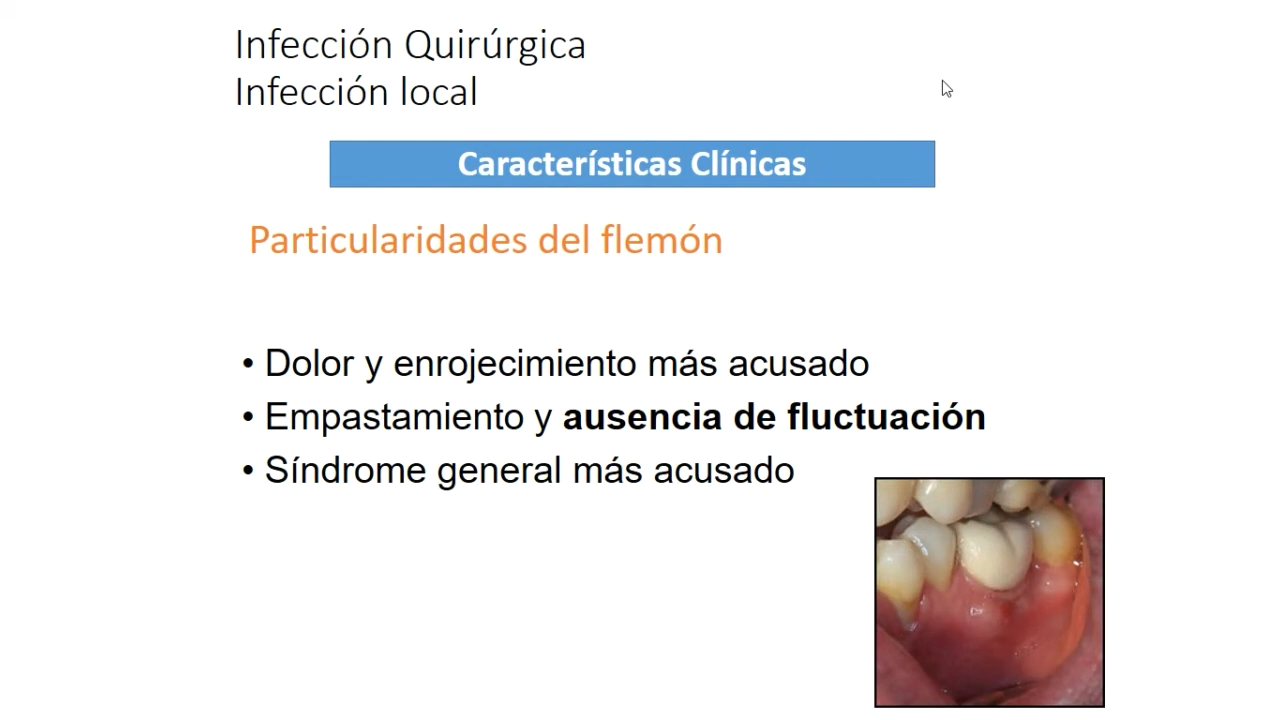 Infección Quirúrgica
Infección local
Características Clínicas
Particularidades del flemón
• Dolor y enrojecimiento más acusado
• Empastamiento y ausencia de fluctuación
• Síndrome general más acusado